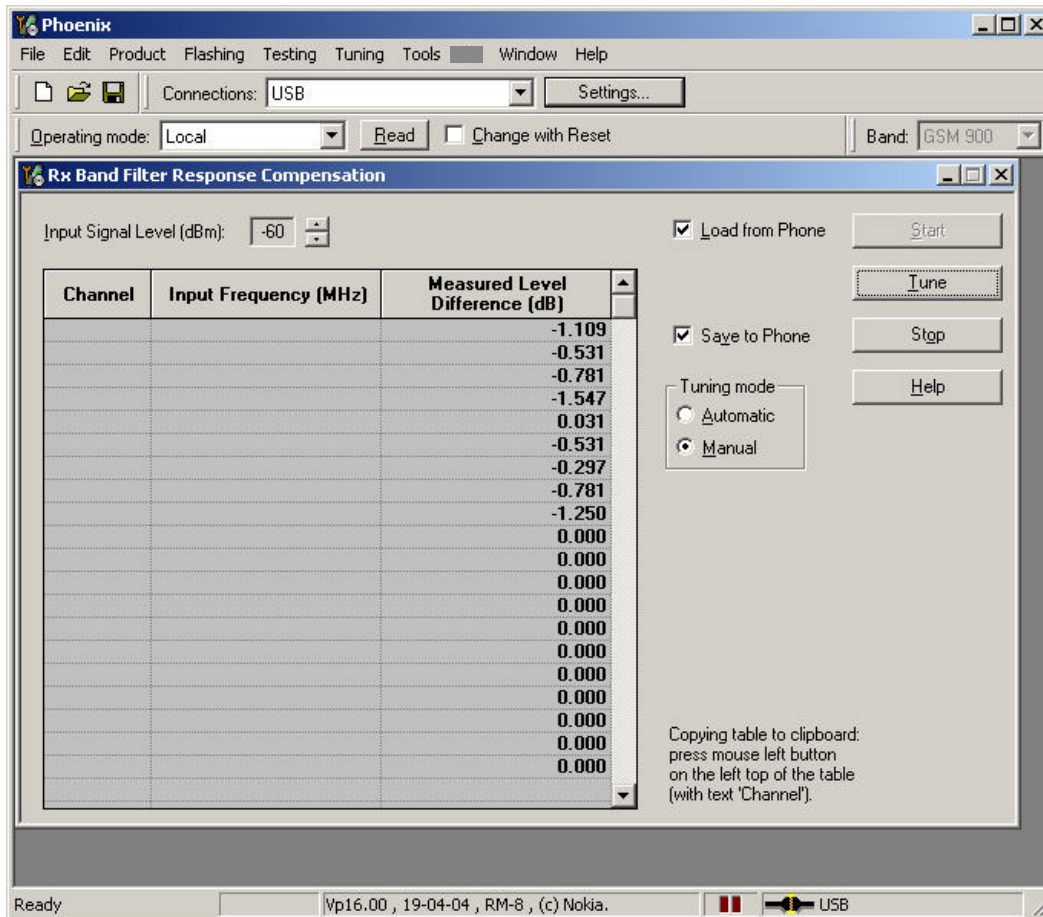 Phoenix
File Edit Product Flashing Testing Tuning Tools Window Help
Connections: USB Settings...
Operating mode: Local Read Change with Reset Band: GSM 900
Rx Band Filter Response Compensation
Input Signal Level (dBm): -60
Load from Phone
Start
Channel Input Frequency (MHz) Measured Level Difference (dB)
Tune
-1.109
-0.531
-0.781
-1.547
0.031
-0.531
-0.297
-0.781
-1.250
0.000
0.000
0.000
0.000
0.000
0.000
0.000
0.000
0.000
0.000
0.000
Save to Phone
Stop
Tuning mode
Automatic
Manual
Help
Copying table to clipboard:
press mouse left button
on the left top of the table
(with text 'Channel').
Ready Vp16.00 , 19-04-04 , RM-8 , (c) Nokia. USB